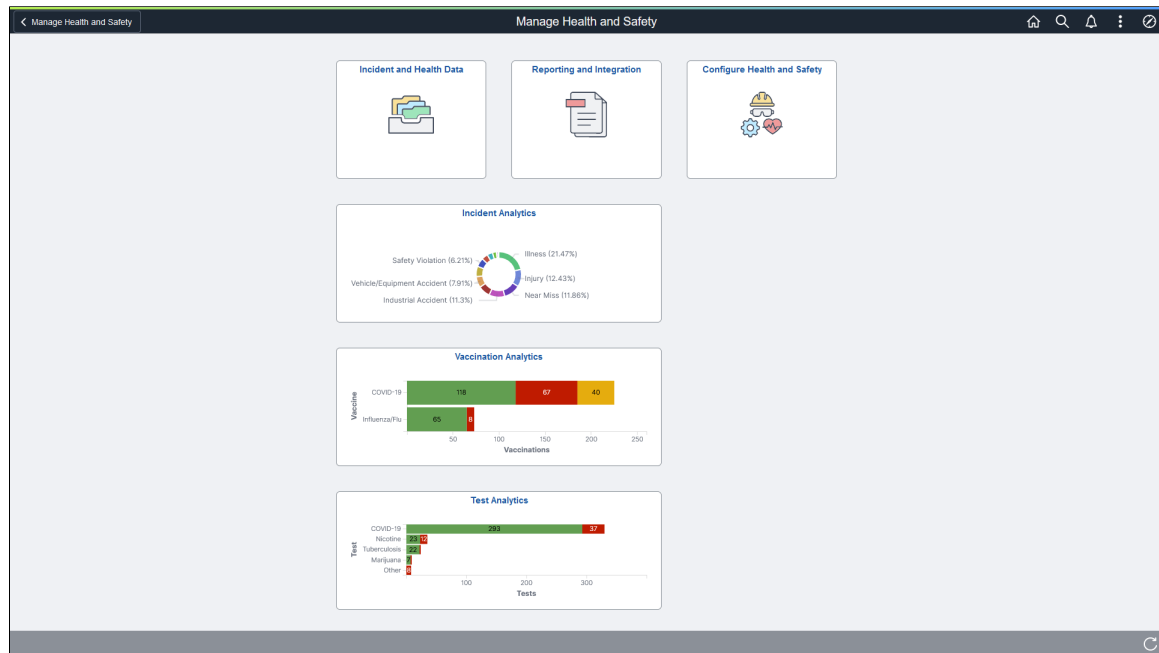 Manage Health and Safety
Manage Health and Safety
Incident and Health Data
Reporting and Integration
Configure Health and Safety
Incident Analytics
Safety Violation (6.21%)
Vehicle/Equipment Accident (7.91%)
Industrial Accident (11.3%)
Illness (21.47%)
Injury (12.43%)
Near Miss (11.86%)
Vaccination Analytics
Vaccine
COVID-19
118
67
40
Influenza/Flu
65
8
50 100 150 200 250
Vaccinations
Test Analytics
Test
COVID-19
293
37
Nicotine
23
12
Tuberculosis
22
Marijuana
7
Other
8
100 200 300
Tests